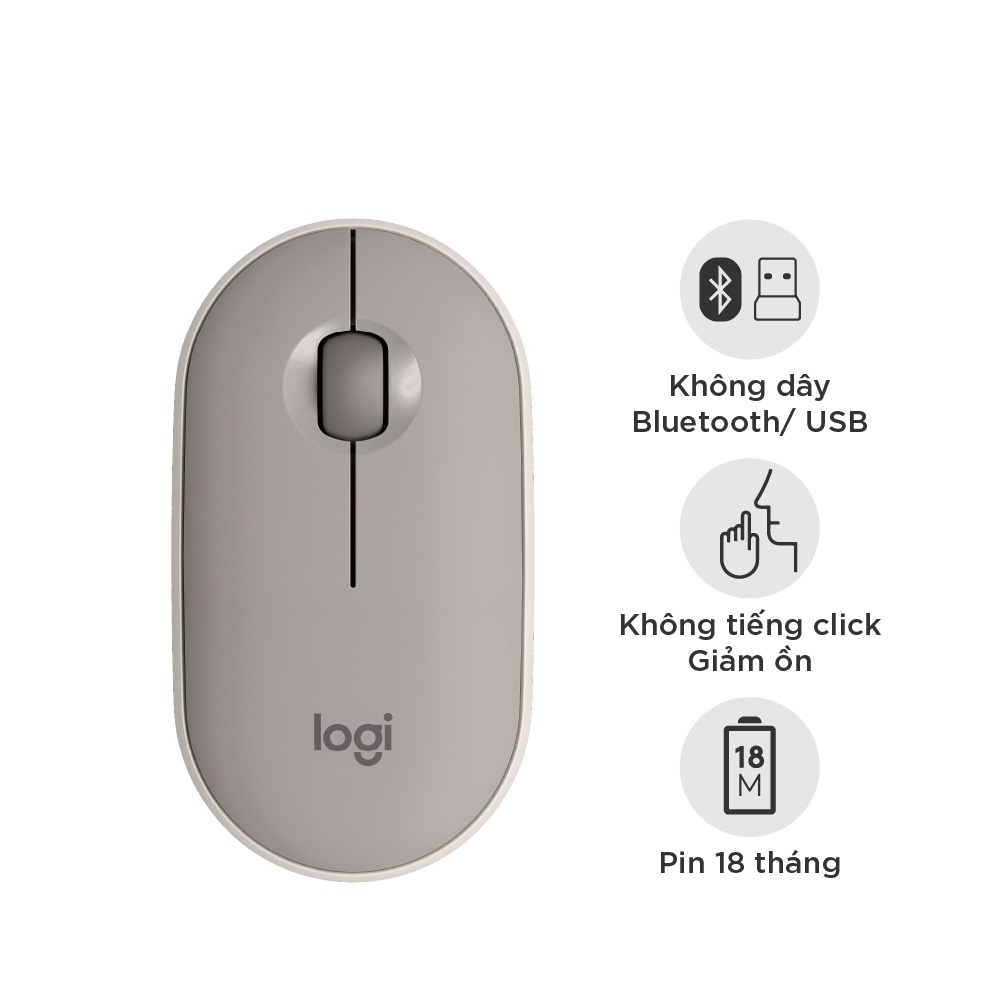 logi
Không dây
Bluetooth/ USB
Không tiếng click
Giảm ồn
18
M
Pin 18 tháng